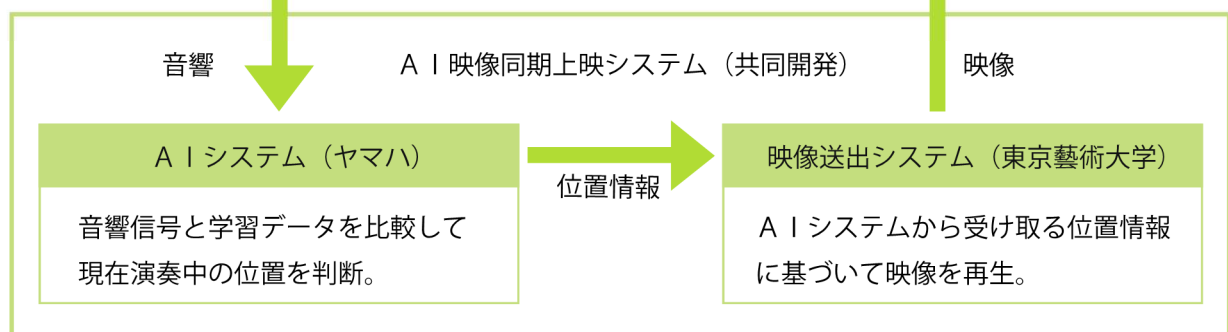 音響
ＡＩ映像同期上映システム（共同開発）
映像
ＡＩシステム（ヤマハ）
位置情報
映像送出システム（東京藝術大学）
音響信号と学習データを比較して
現在演奏中の位置を判断。
ＡＩシステムから受け取る位置情報
に基づいて映像を再生。